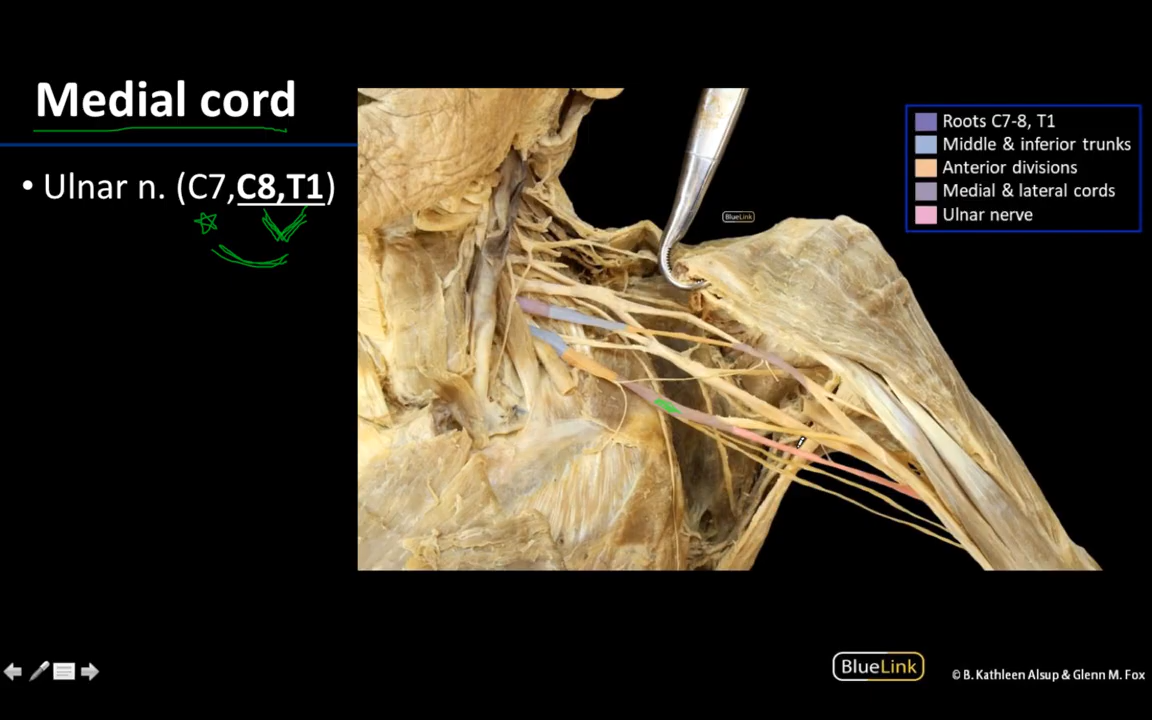 Medial cord
• Ulnar n. (C7,C8,T1)
BlueLink
Roots C7-8, T1
Middle & inferior trunks
Anterior divisions
Medial & lateral cords
Ulnar nerve
BlueLink
© B. Kathleen Alsup & Glenn M. Fox